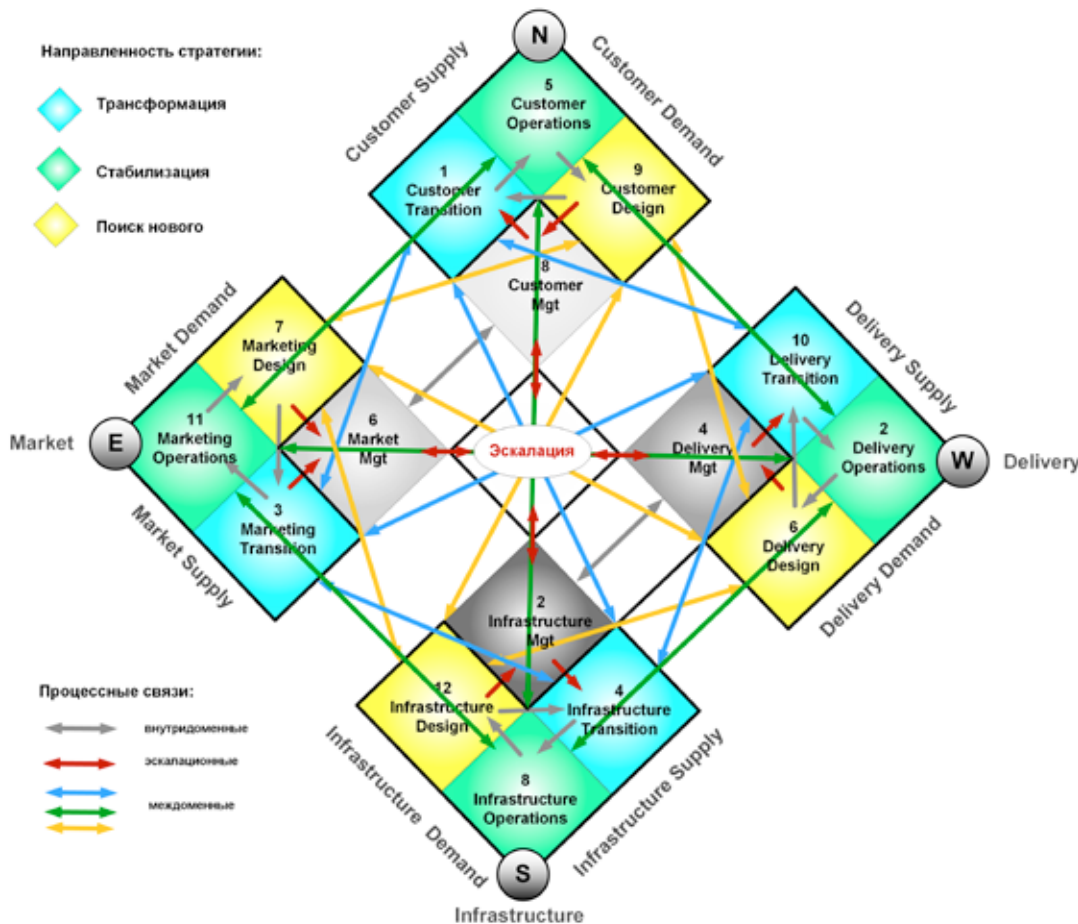 N
Направленность стратегии:
Трансформация
Стабилизация
Поиск нового
Customer Supply
Customer Demand
5
Customer
Operations
1
Customer
Transition
9
Customer
Design
8
Customer
Mgt
Market Demand
7
Marketing
Design
Delivery Supply
10
Delivery
Transition
Market
E
11
Marketing
Operations
6
Market
Mgt
Эскалация
4
Delivery
Mgt
2
Delivery
Operations
W
Delivery
3
Marketing
Transition
Market Supply
6
Delivery
Design
Delivery Demand
2
Infrastructure
Mgt
12
Infrastructure
Design
4
Infrastructure
Transition
8
Infrastructure
Operations
Infrastructure Demand
Infrastructure Supply
Процессные связи:
внутридоменные
эскалационные
междоменные
S
Infrastructure